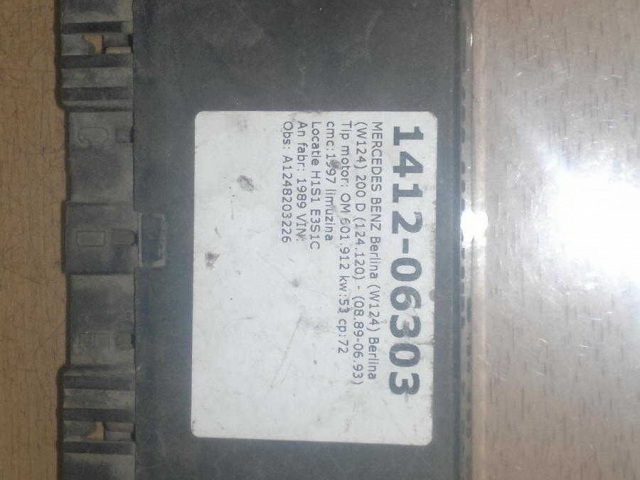 1412-06303
MERCEDES BENZ Berlina (W124) Berlina
(W124) 200 D (124.120) - (08.89-06.93)
Tip motor: OM 601.912 kw:53 cp:72
cmc:1997 limuzina
Locatie H1S1 E3S1C
An fabr: 1989 VIN:
Obs: A1248203226